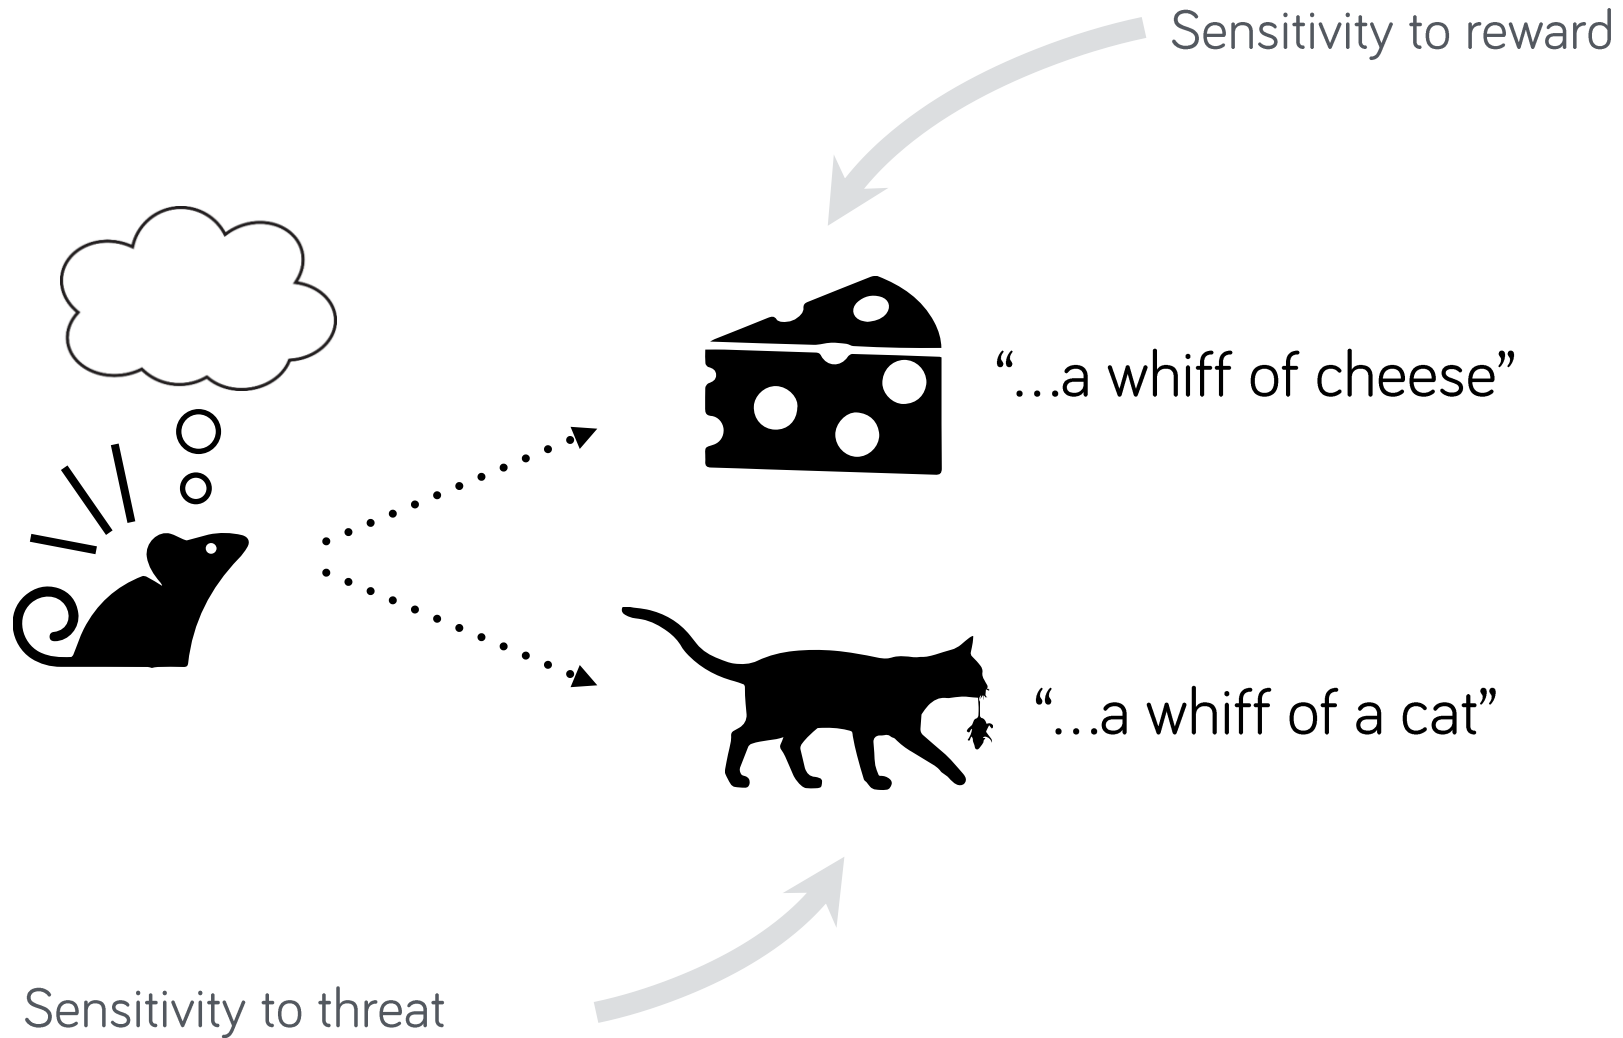 Sensitivity to reward
“...a whiff of cheese”
“...a whiff of a cat”
Sensitivity to threat